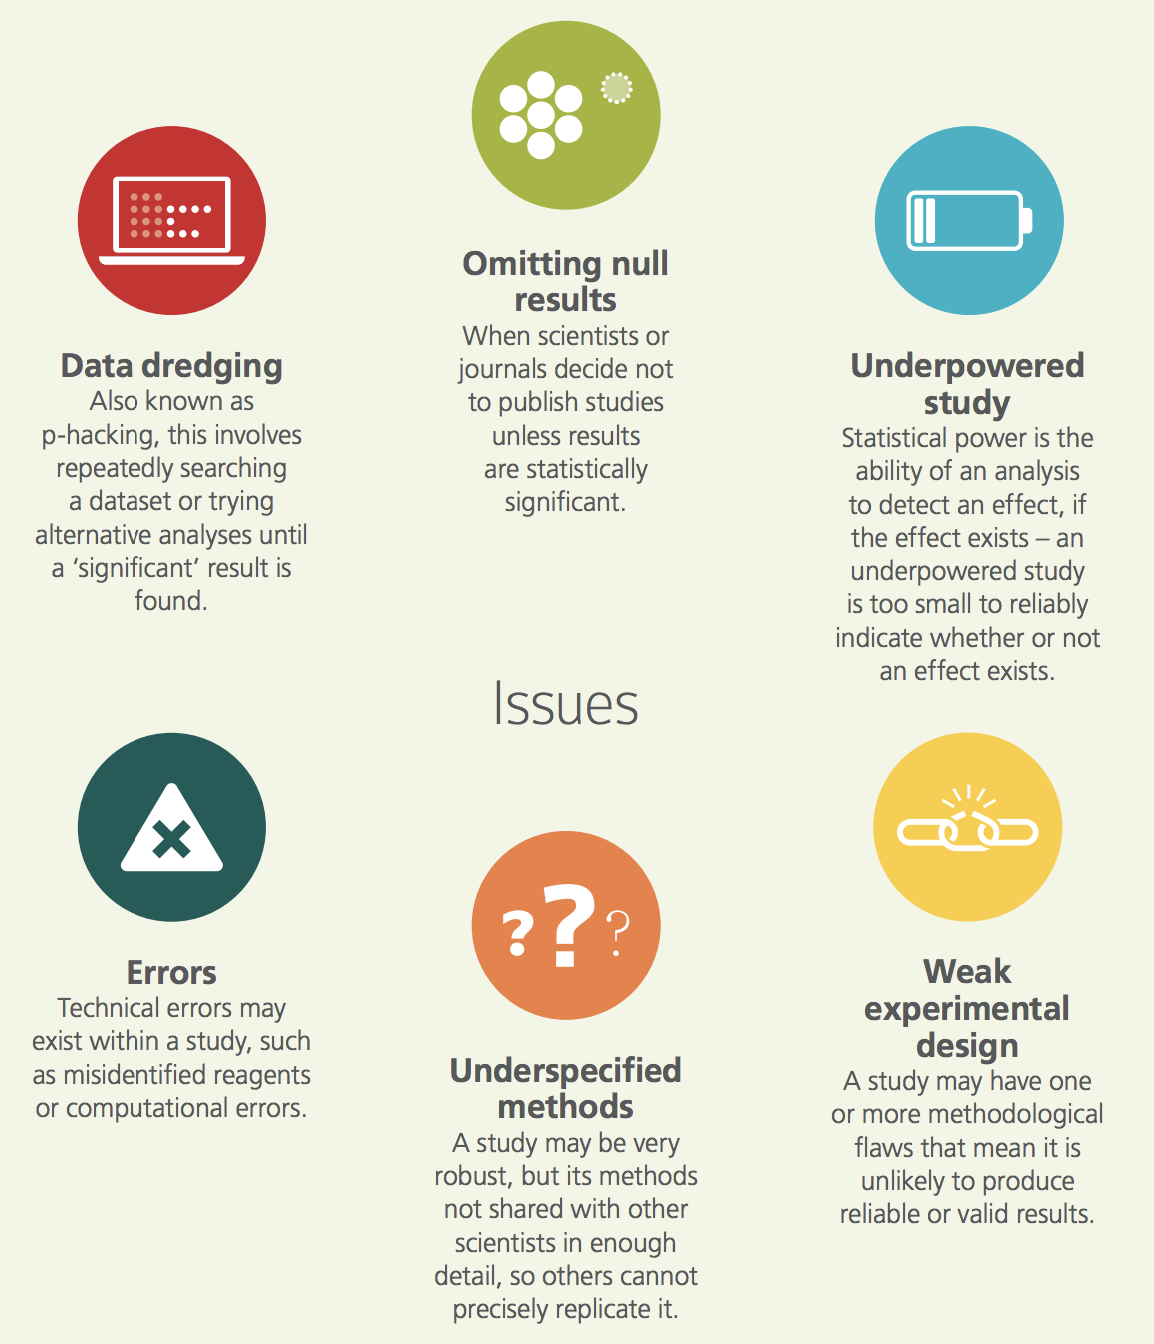 Omitting null
results
When scientists or
journals decide not
to publish studies
unless results
are statistically
significant.
Data dredging
Also known as
p-hacking, this involves
repeatedly searching
a dataset or trying
alternative analyses until
a ‘significant’ result is
found.
Underpowered
study
Statistical power is the
ability of an analysis
to detect an effect, if
the effect exists – an
underpowered study
is too small to reliably
indicate whether or not
an effect exists.
Issues
Errors
Technical errors may
exist within a study, such
as misidentified reagents
or computational errors.
???
Underspecified
methods
A study may be very
robust, but its methods
not shared with other
scientists in enough
detail, so others cannot
precisely replicate it.
Weak
experimental
design
A study may have one
or more methodological
flaws that mean it is
unlikely to produce
reliable or valid results.